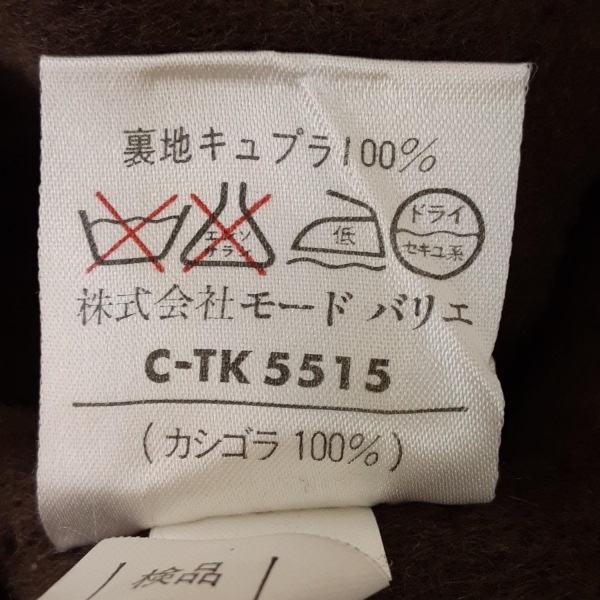 裏地キュプラ100%
エンソ サラシ 低 ドライ セキユ系
株式会社モード バリエ
C-TK 5515
(カシゴラ 100%)
検品